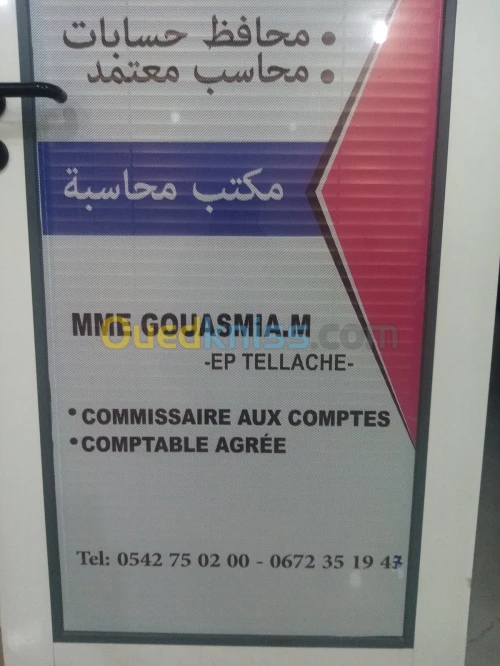 • محافظ حسابات
• محاسب معتمد
مكتب محاسبة
MME GOUASMIA.M
Ouedkniss.com
-EP TELLACHE-
• COMMISSAIRE AUX COMPTES
• COMPTABLE AGRÉE
Tel: 0542 75 02 00 - 0672 35 19